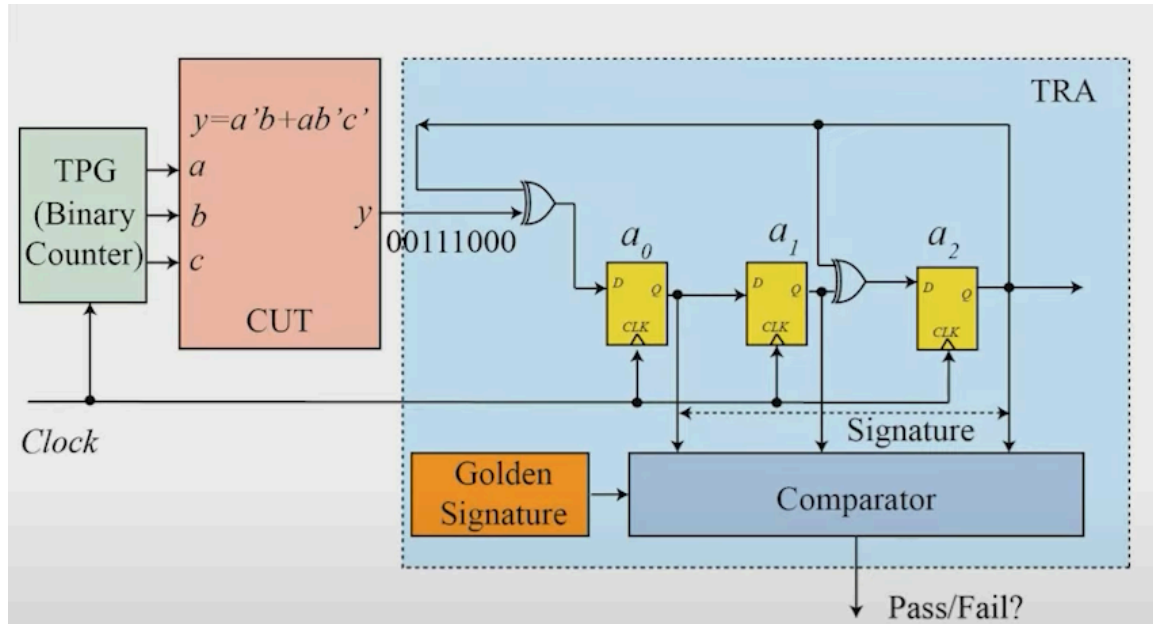 TRA
y=a'b+ab'c'
TPG
(Binary
Counter)
a
b
c
y
00111000
CUT
a0
a1
a2
D
Q
CLK
D
Q
CLK
D
Q
CLK
Clock
Signature
Golden
Signature
Comparator
Pass/Fail?